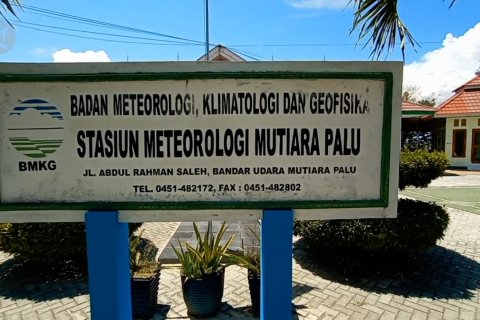 BADAN METEOROLOGI, KLIMATOLOGI DAN GEOFISIKA
STASIUN METEOROLOGI MUTIARA PALU
JL. ABDUL RAHMAN SALEH, BANDAR UDARA MUTIARA PALU
TEL. 0451-482172, FAX : 0451-482802
BMKG